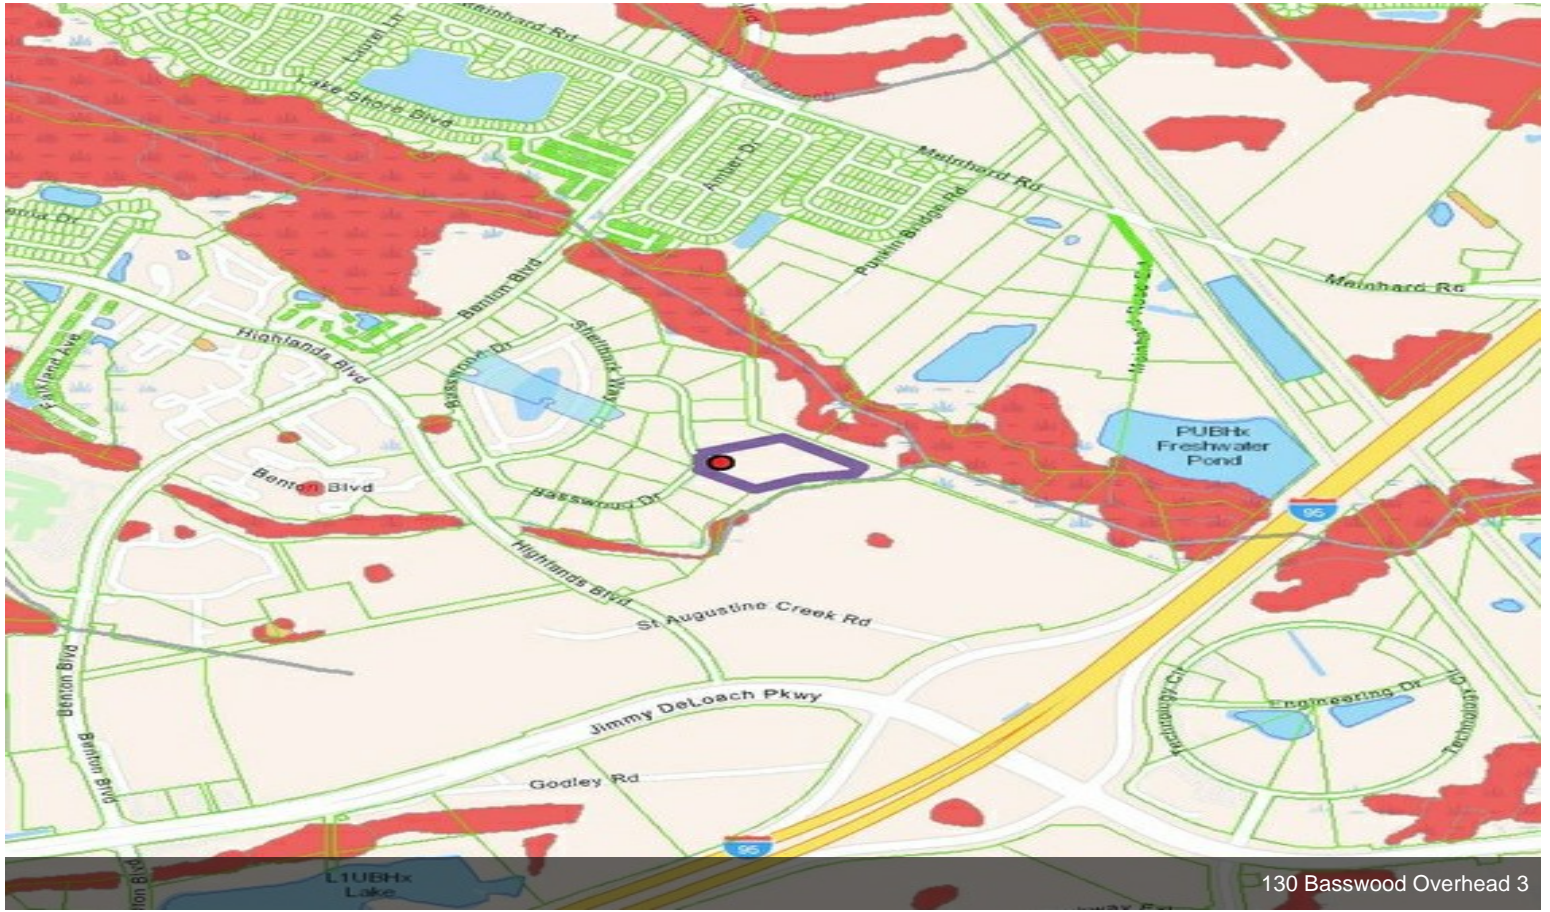 Meinhard Rd
Laurel Ln
Lake Shore Blvd
Amber Dr
Meinhard Rd
Punkin Bridge Rd
Meinhard Rd
Benton Blvd
Highlands Blvd
Shellbark Way
Basswood Dr
Falkland Ave
PUBHx
Freshwater
Pond
Benton Blvd
Basswood Dr
95
Highlands Blvd
St Augustine Creek Rd
Benton Blvd
Jimmy DeLoach Pkwy
Technology Cir
Engineering Dr
Technology Cir
Benton Blvd
Godley Rd
95
L1UBHx
Lake
130 Basswood Overhead 3